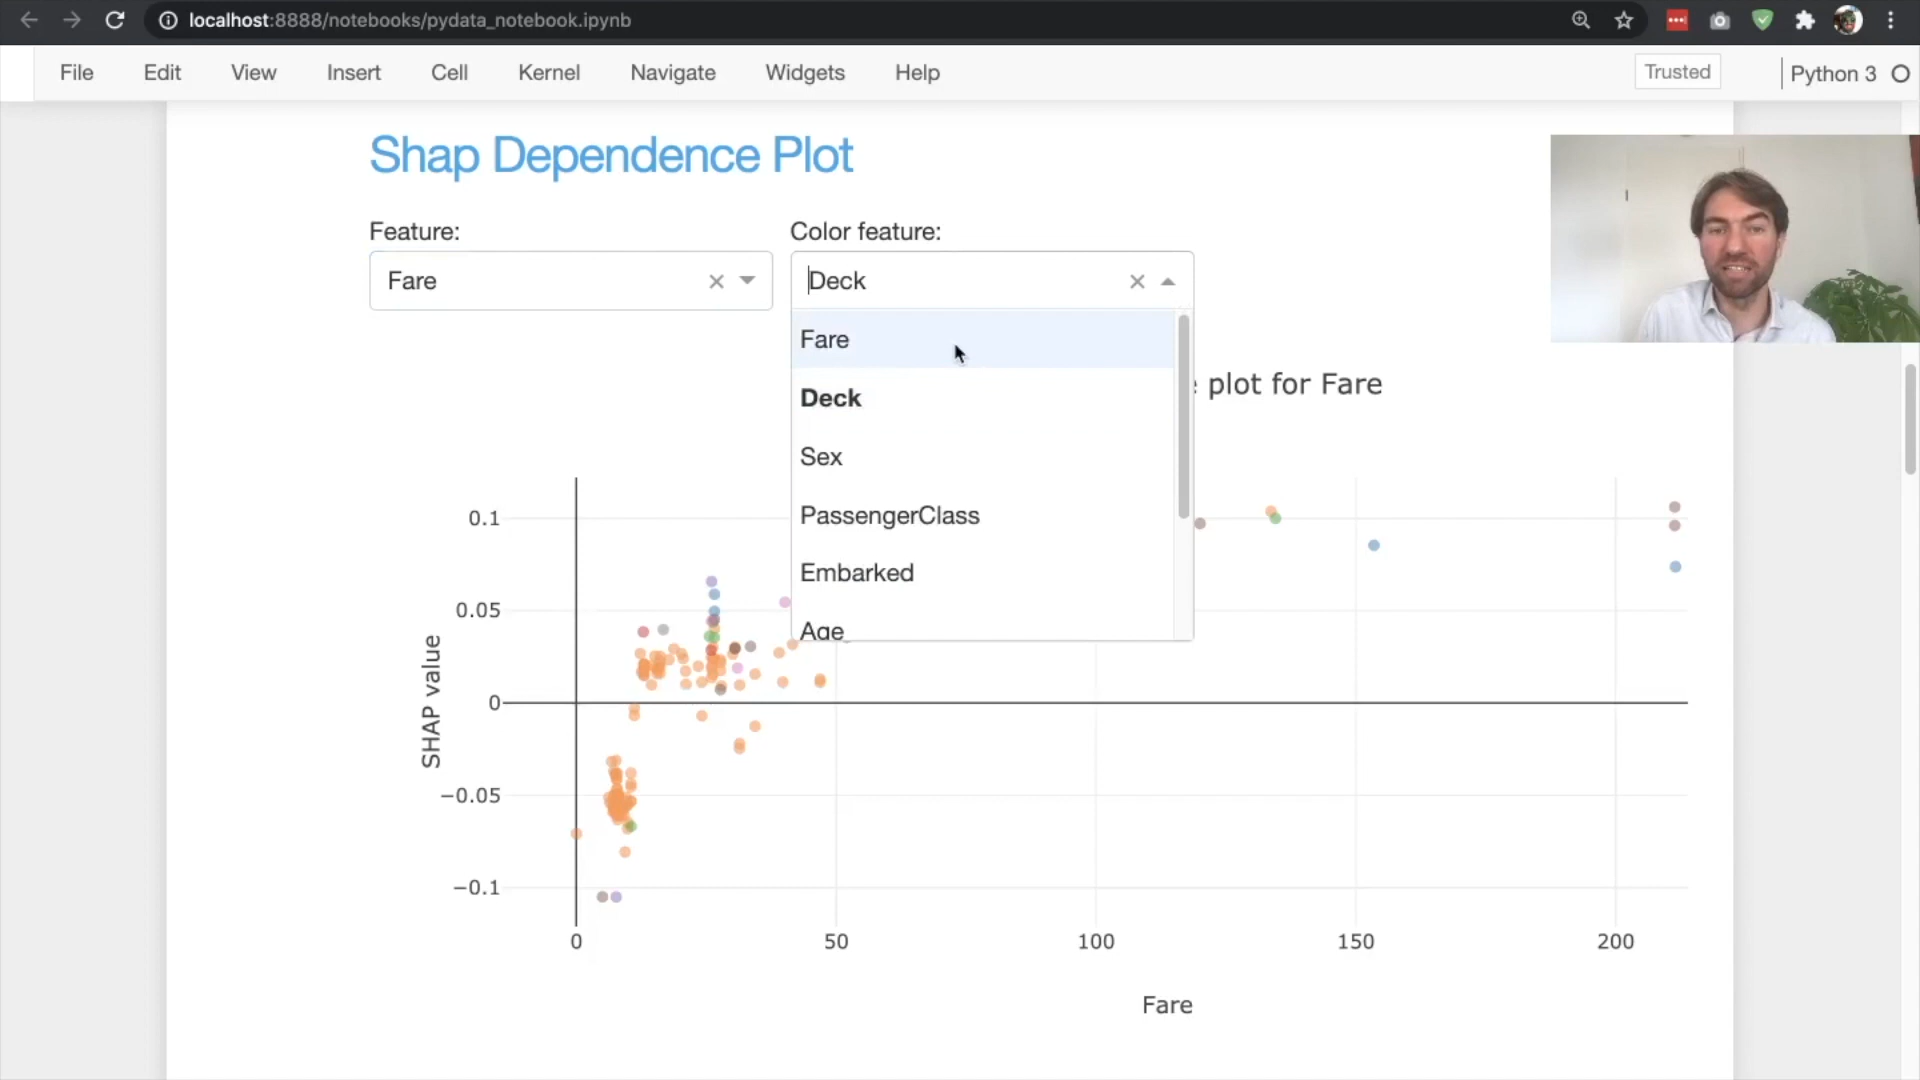 localhost:8888/notebooks/pydata_notebook.ipynb
File Edit View Insert Cell Kernel Navigate Widgets Help Trusted Python 3
Shap Dependence Plot
Feature: Color feature:
Fare Deck
Fare
Deck
Sex
PassengerClass
Embarked
Age
plot for Fare
0.1
0.05
0
−0.05
−0.1
SHAP value
0 50 100 150 200
Fare